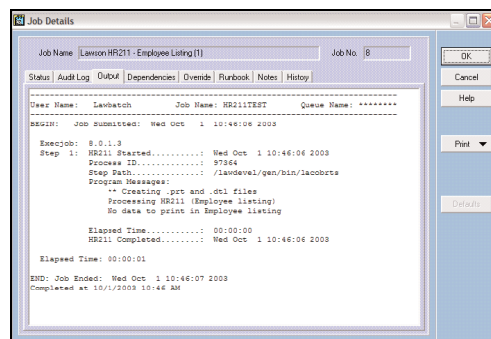 Job Details
Job Name Lawson HR211 - Employee Listing (1) Job No. 8
OK
Cancel
Help
Print
Defaults
Status Audit Log Output Dependencies Override Runbook Notes History
User Name: Lawbatch Job Name: HR211TEST Queue Name: ********
BEGIN: Job Submitted: Wed Oct 1 10:46:06 2003
Execjob: 8.0.1.3
Step 1: HR211 Started.........: Wed Oct 1 10:46:06 2003
Process ID............: 97364
Step Path.............: /lawdevel/gen/bin/lacobrts
Program Messages:
** Creating .prt and .dtl files
Processing HR211 (Employee listing)
No data to print in Employee listing
Elapsed Time..........: 00:00:00
HR211 Completed.......: Wed Oct 1 10:46:06 2003
Elapsed Time: 00:00:01
END: Job Ended: Wed Oct 1 10:46:07 2003
Completed at 10/1/2003 10:46 AM